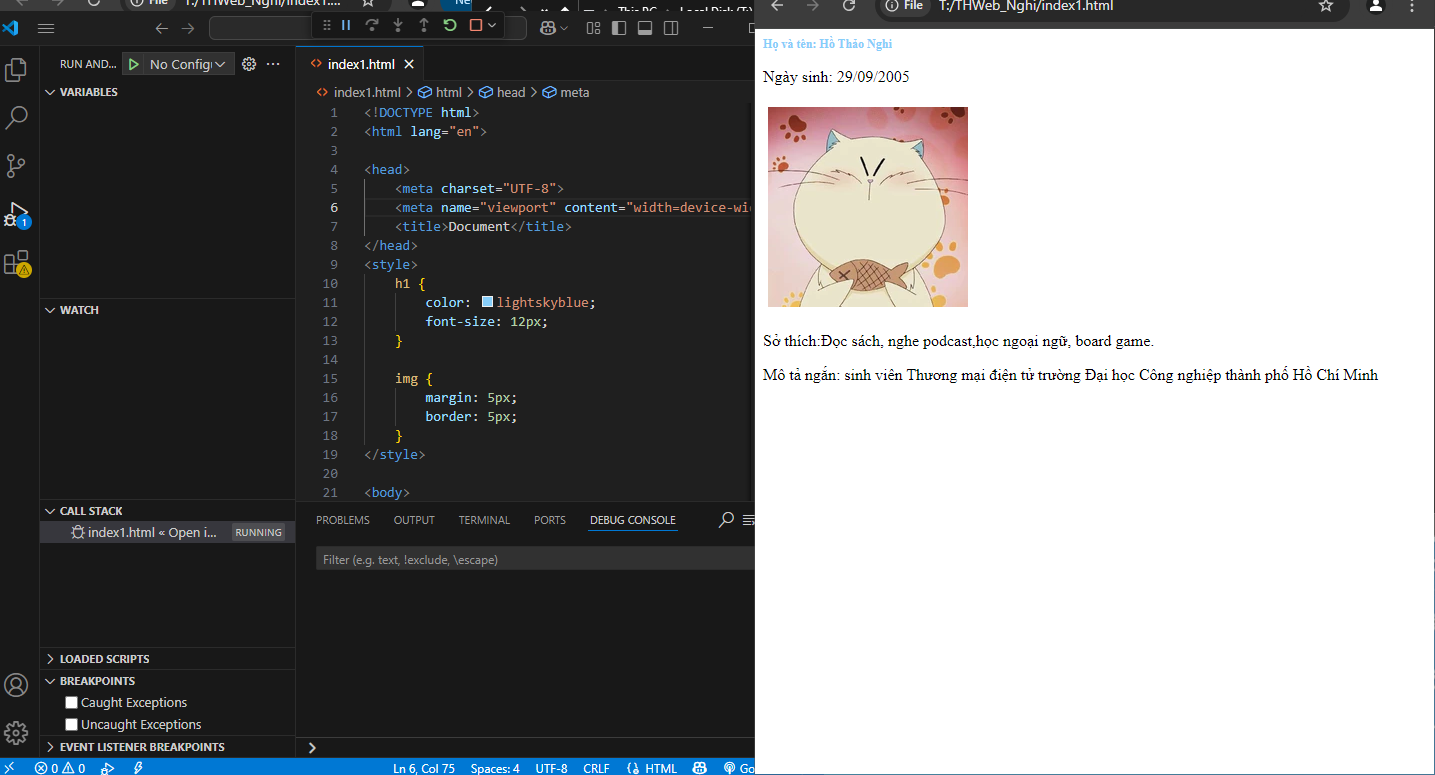 File
T:/THWeb_Nghi/index1....
RUN AND...
No Config
VARIABLES
WATCH
CALL STACK
index1.html « Open i...
RUNNING
LOADED SCRIPTS
BREAKPOINTS
Caught Exceptions
Uncaught Exceptions
EVENT LISTENER BREAKPOINTS
1
index1.html
index1.html > html > head > meta
1 <!DOCTYPE html>
2 <html lang="en">
3
4 <head>
5 <meta charset="UTF-8">
6 <meta name="viewport" content="width=device-wi
7 <title>Document</title>
8 </head>
9 <style>
10 h1 {
11 color: lightskyblue;
12 font-size: 12px;
13 }
14
15 img {
16 margin: 5px;
17 border: 5px;
18 }
19 </style>
20
21 <body>
PROBLEMS
OUTPUT
TERMINAL
PORTS
DEBUG CONSOLE
Filter (e.g. text, !exclude, \escape)
0 0
Ln 6, Col 75
Spaces: 4
UTF-8
CRLF
HTML
Go
File
T:/THWeb_Nghi/index1.html
Họ và tên: Hồ Thảo Nghi
Ngày sinh: 29/09/2005
Sở thích:Đọc sách, nghe podcast,học ngoại ngữ, board game.
Mô tả ngắn: sinh viên Thương mại điện tử trường Đại học Công nghiệp thành phố Hồ Chí Minh